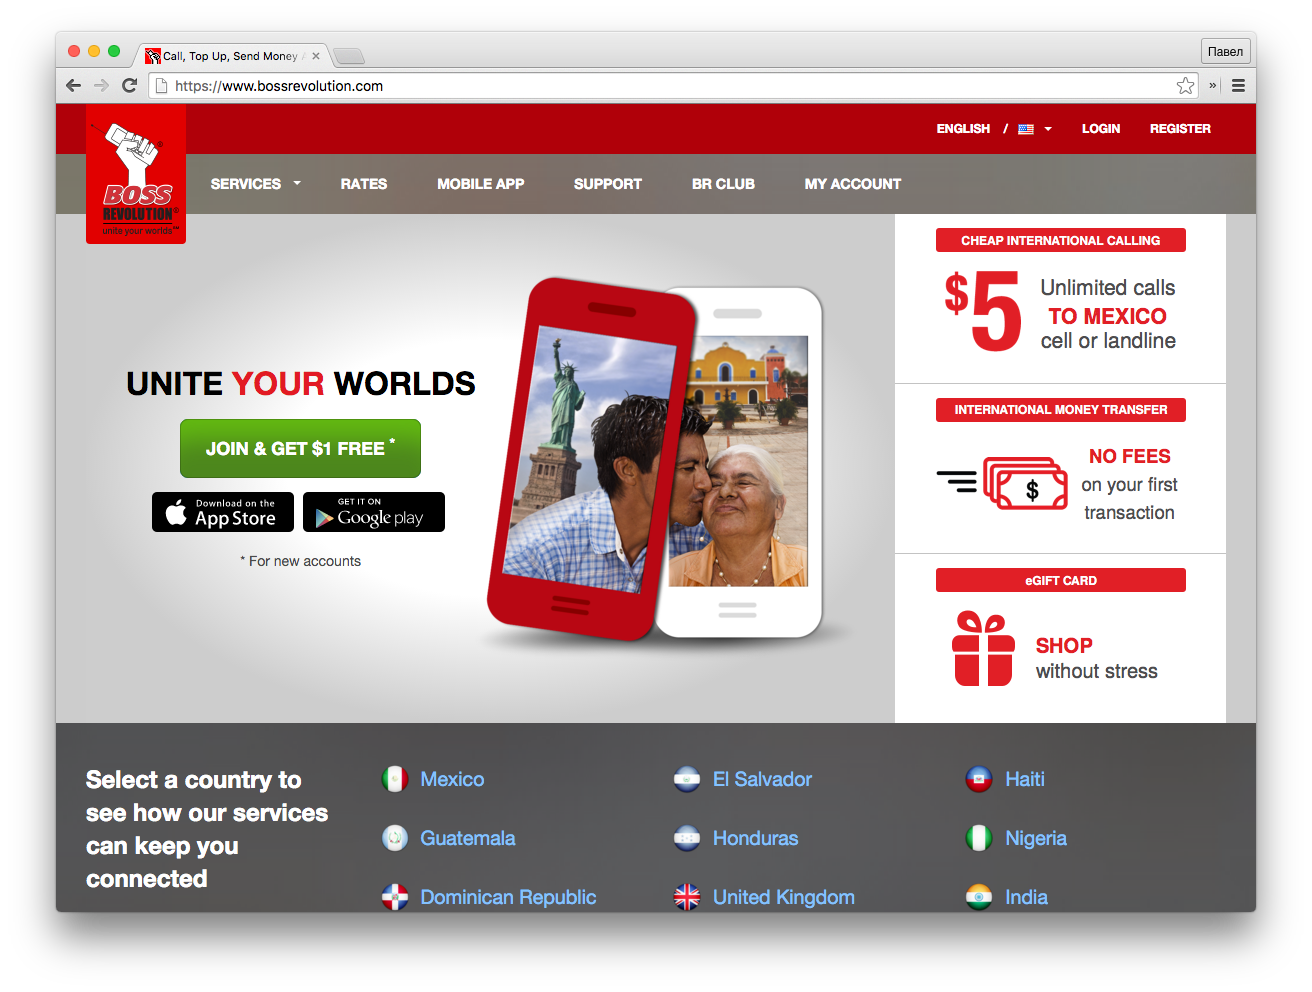 Call, Top Up, Send Money
Павел
https://www.bossrevolution.com
ENGLISH /
LOGIN
REGISTER
BOSS
REVOLUTION®
unite your worlds℠
SERVICES
RATES
MOBILE APP
SUPPORT
BR CLUB
MY ACCOUNT
UNITE YOUR WORLDS
JOIN & GET $1 FREE *
Download on the
App Store
GET IT ON
Google play
* For new accounts
CHEAP INTERNATIONAL CALLING
$5
Unlimited calls
TO MEXICO
cell or landline
INTERNATIONAL MONEY TRANSFER
$
NO FEES
on your first
transaction
eGIFT CARD
SHOP
without stress
Select a country to
see how our services
can keep you
connected
Mexico
El Salvador
Haiti
Guatemala
Honduras
Nigeria
Dominican Republic
United Kingdom
India